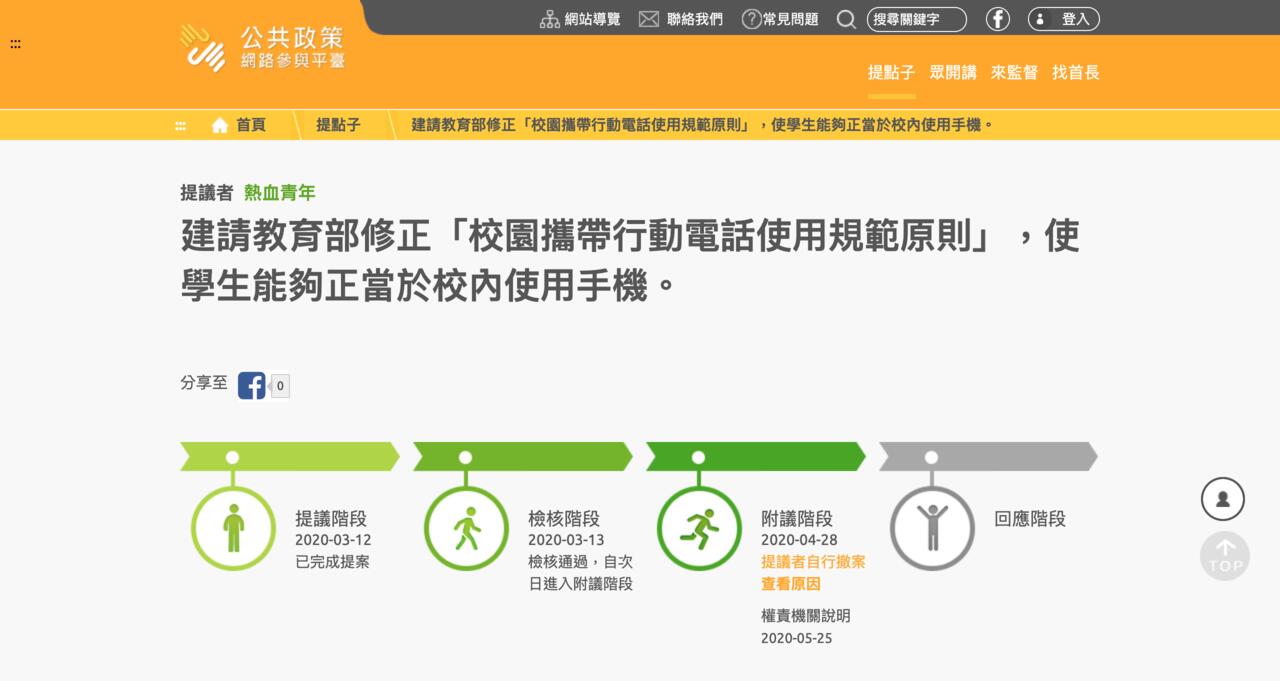 網站導覽 聯絡我們 常見問題 搜尋關鍵字 登入
:::
公共政策
網路參與平臺
提點子 眾開講 來監督 找首長
::: 首頁 提點子 建請教育部修正「校園攜帶行動電話使用規範原則」，使學生能夠正當於校內使用手機。
提議者 熱血青年
建請教育部修正「校園攜帶行動電話使用規範原則」，使
學生能夠正當於校內使用手機。
分享至 0
提議階段
2020-03-12
已完成提案
檢核階段
2020-03-13
檢核通過，自次
日進入附議階段
附議階段
2020-04-28
提議者自行撤案
查看原因
權責機關說明
2020-05-25
回應階段
TOP